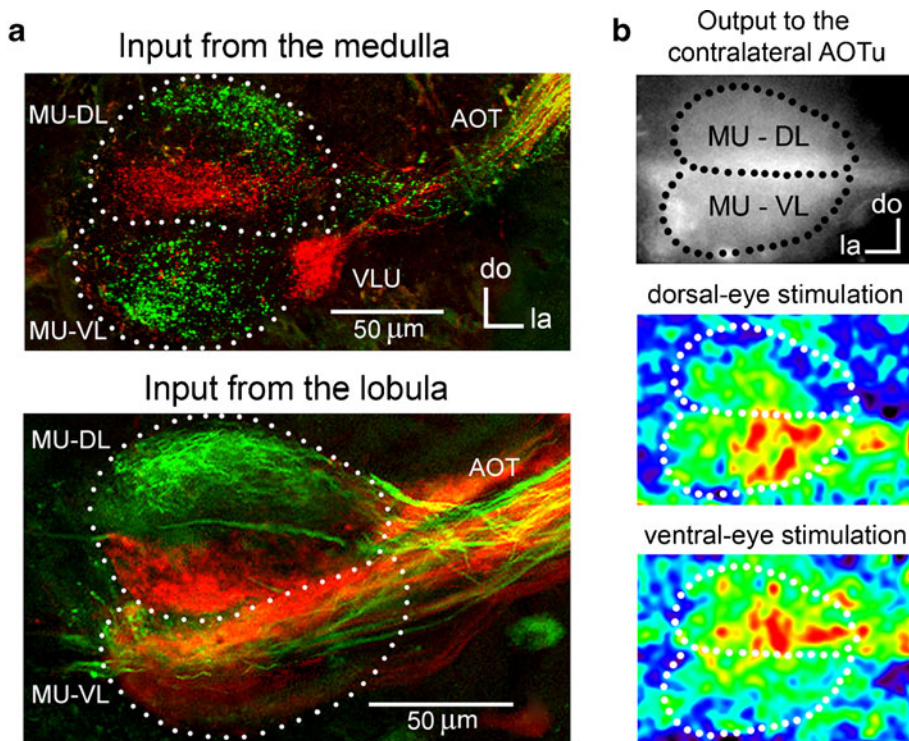 a
Input from the medulla
MU-DL
AOT
VLU
do
la
50 µm
MU-VL
Input from the lobula
MU-DL
AOT
MU-VL
50 µm
b
Output to the
contralateral AOTu
MU - DL
MU - VL
do
la
dorsal-eye stimulation
ventral-eye stimulation